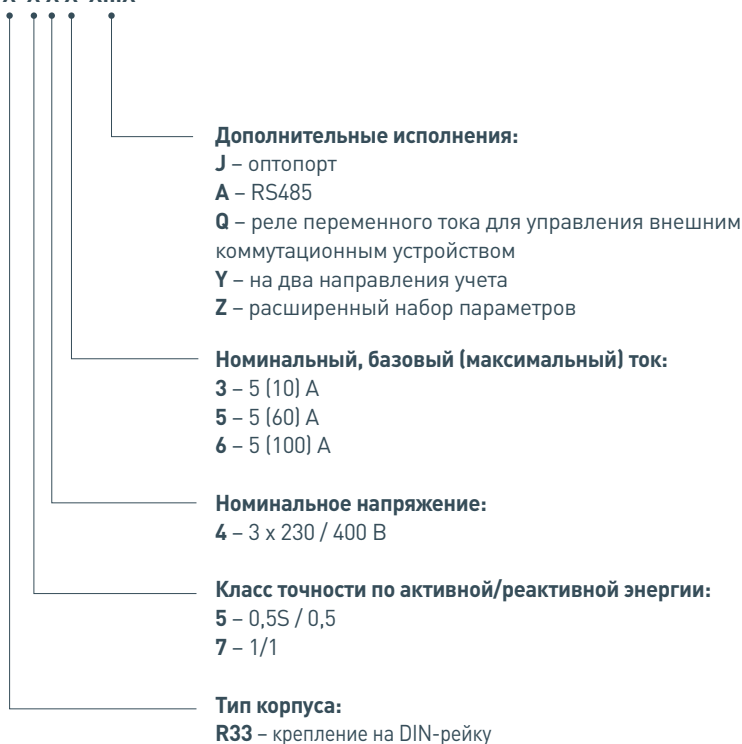 Дополнительные исполнения:
J – оптопорт
A – RS485
Q – реле переменного тока для управления внешним
коммутационным устройством
Y – на два направления учета
Z – расширенный набор параметров
Номинальный, базовый (максимальный) ток:
3 – 5 (10) А
5 – 5 (60) А
6 – 5 (100) А
Номинальное напряжение:
4 – 3 x 230 / 400 В
Класс точности по активной/реактивной энергии:
5 – 0,5S / 0,5
7 – 1/1
Тип корпуса:
R33 – крепление на DIN-рейку